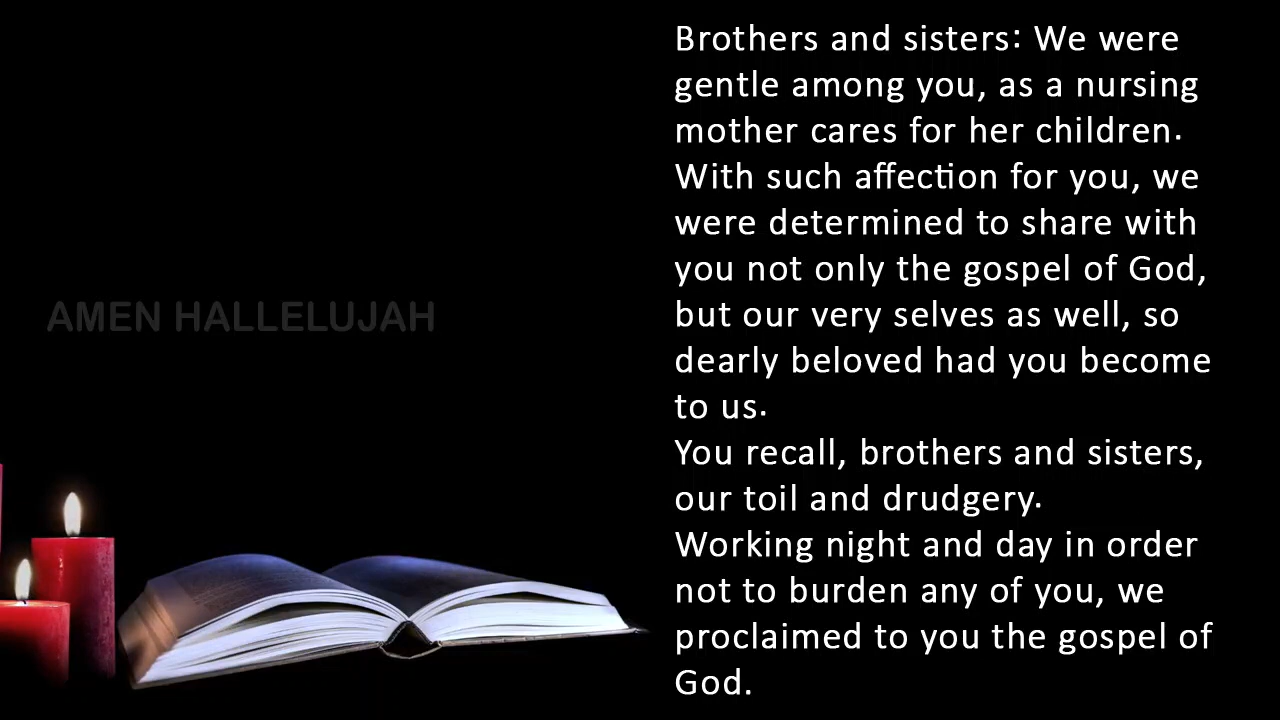 Brothers and sisters: We were
gentle among you, as a nursing
mother cares for her children.
With such affection for you, we
were determined to share with
you not only the gospel of God,
but our very selves as well, so
dearly beloved had you become
to us.
You recall, brothers and sisters,
our toil and drudgery.
Working night and day in order
not to burden any of you, we
proclaimed to you the gospel of
God.
AMEN HALLELUJAH